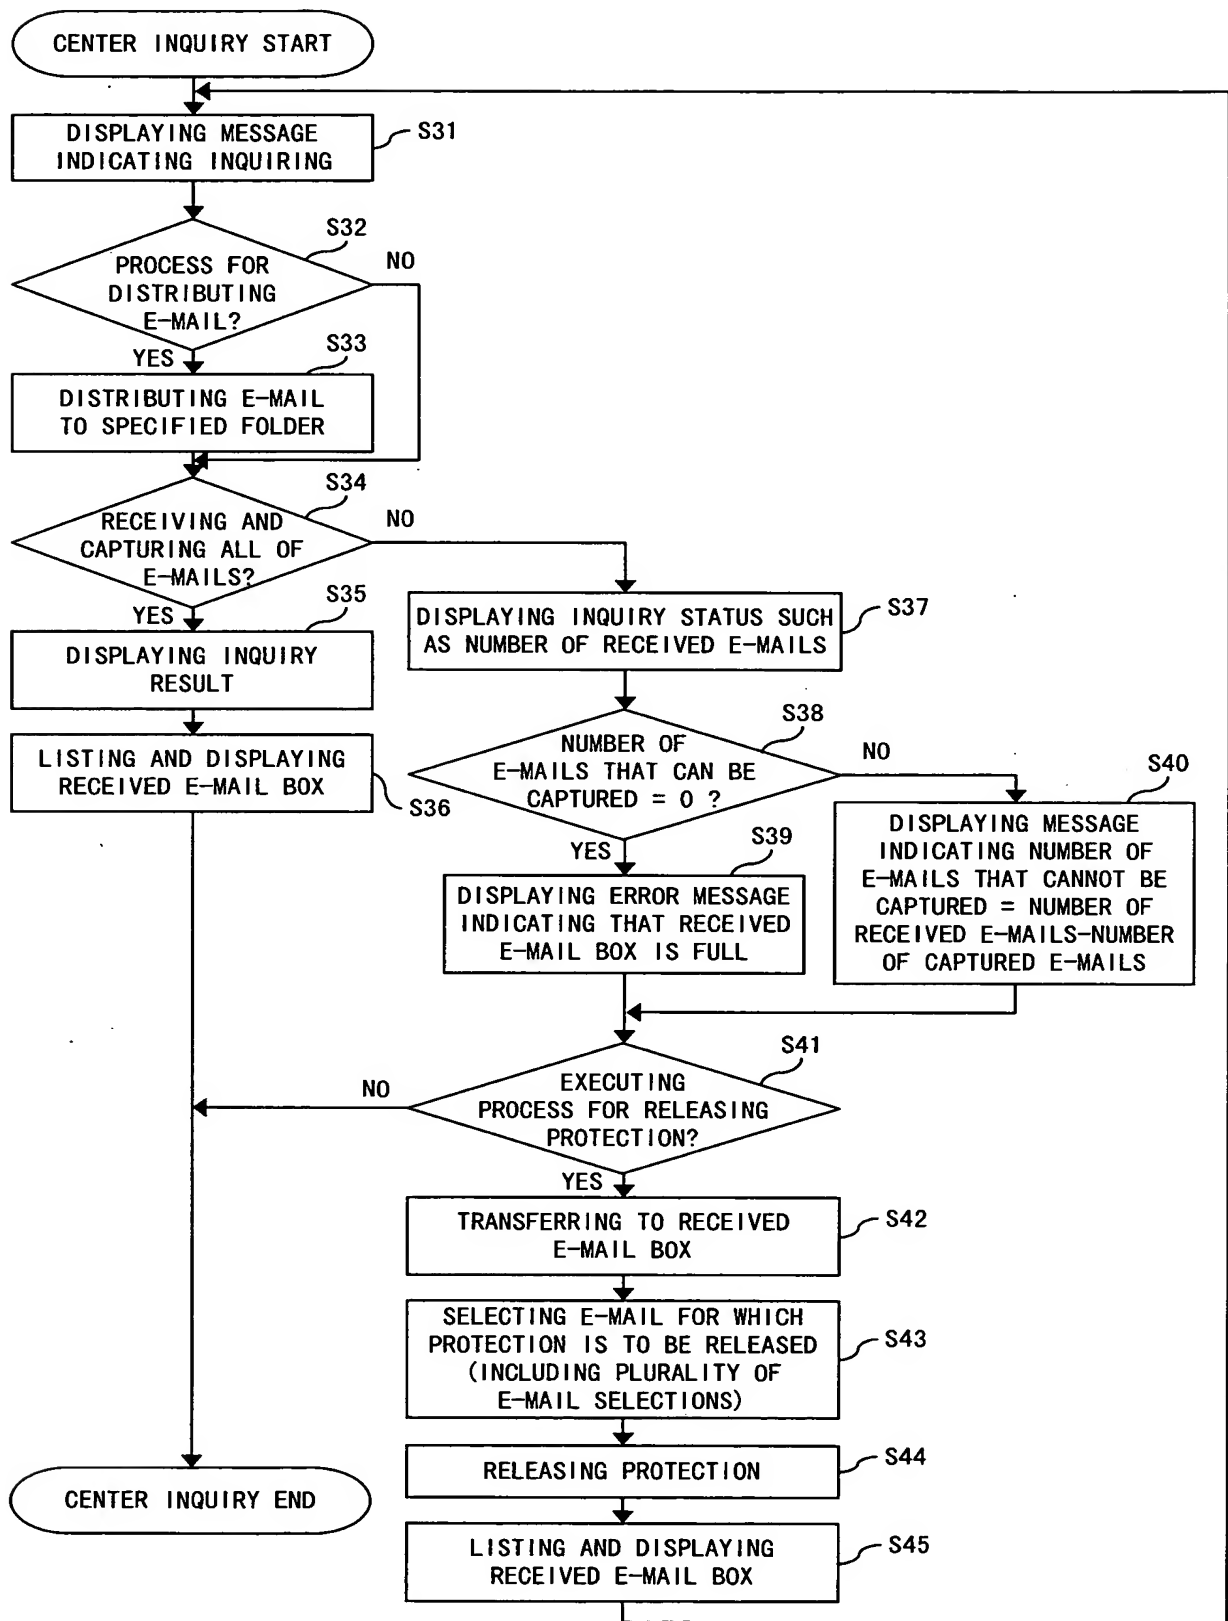 CENTER INQUIRY START
DISPLAYING MESSAGE
INDICATING INQUIRING
S31
S32
PROCESS FOR
DISTRIBUTING
E-MAIL?
NO
YES
S33
DISTRIBUTING E-MAIL
TO SPECIFIED FOLDER
S34
RECEIVING AND
CAPTURING ALL OF
E-MAILS?
NO
YES
S35
DISPLAYING INQUIRY
RESULT
LISTING AND DISPLAYING
RECEIVED E-MAIL BOX
S36
DISPLAYING INQUIRY STATUS SUCH
AS NUMBER OF RECEIVED E-MAILS
S37
S38
NUMBER OF
E-MAILS THAT CAN BE
CAPTURED = 0 ?
NO
YES
S39
DISPLAYING ERROR MESSAGE
INDICATING THAT RECEIVED
E-MAIL BOX IS FULL
S40
DISPLAYING MESSAGE
INDICATING NUMBER OF
E-MAILS THAT CANNOT BE
CAPTURED = NUMBER OF
RECEIVED E-MAILS-NUMBER
OF CAPTURED E-MAILS
S41
EXECUTING
PROCESS FOR RELEASING
PROTECTION?
NO
YES
TRANSFERRING TO RECEIVED
E-MAIL BOX
S42
SELECTING E-MAIL FOR WHICH
PROTECTION IS TO BE RELEASED
(INCLUDING PLURALITY OF
E-MAIL SELECTIONS)
S43
RELEASING PROTECTION
S44
LISTING AND DISPLAYING
RECEIVED E-MAIL BOX
S45
CENTER INQUIRY END